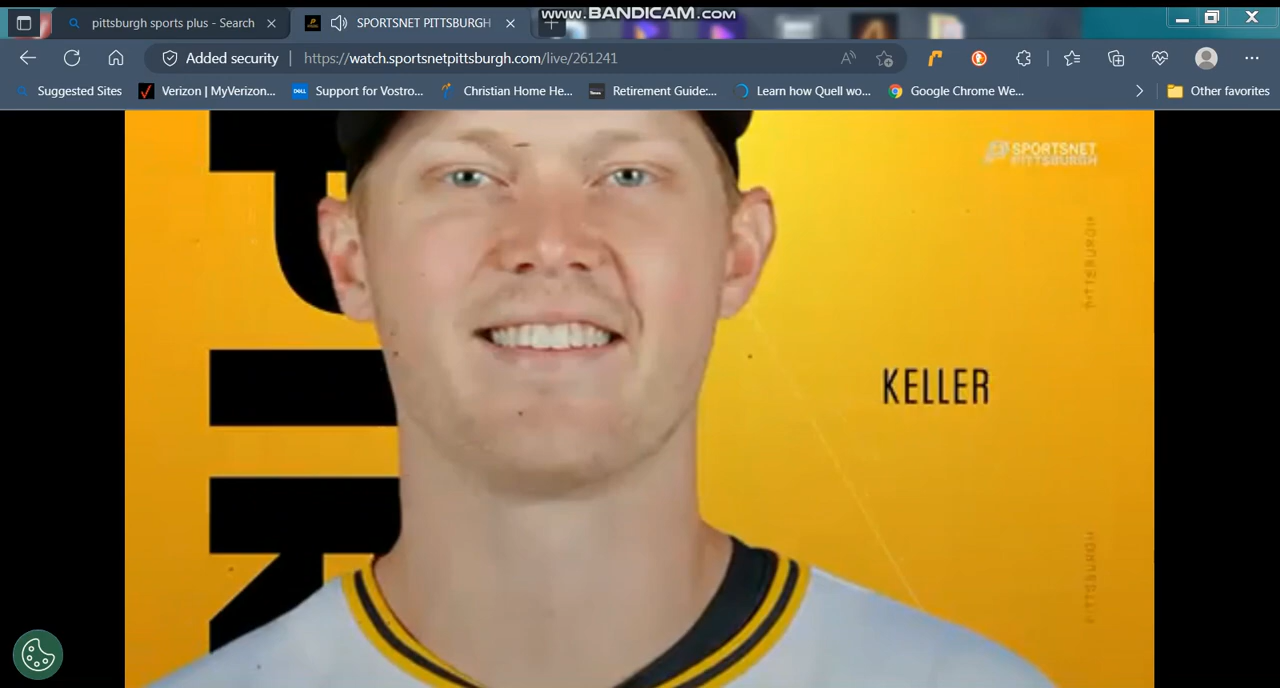 www.BANDICAM.com
pittsburgh sports plus - Search
SPORTSNET PITTSBURGH
Added security
https://watch.sportsnetpittsburgh.com/live/261241
Suggested Sites
Verizon | MyVerizon...
Support for Vostro...
Christian Home He...
Retirement Guide:...
Learn how Quell wo...
Google Chrome We...
Other favorites
SPORTSNET
PITTSBURGH
PITTSBURGH
KELLER
PITTSBURGH